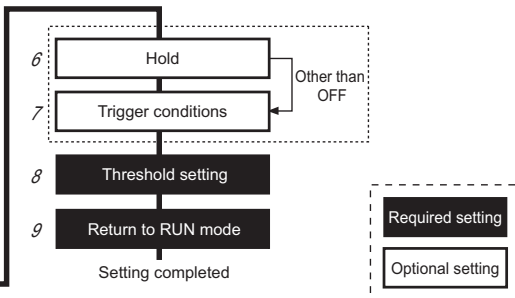 6 Hold
Other than
OFF
7 Trigger conditions
8 Threshold setting
9 Return to RUN mode
Setting completed
Required setting
Optional setting